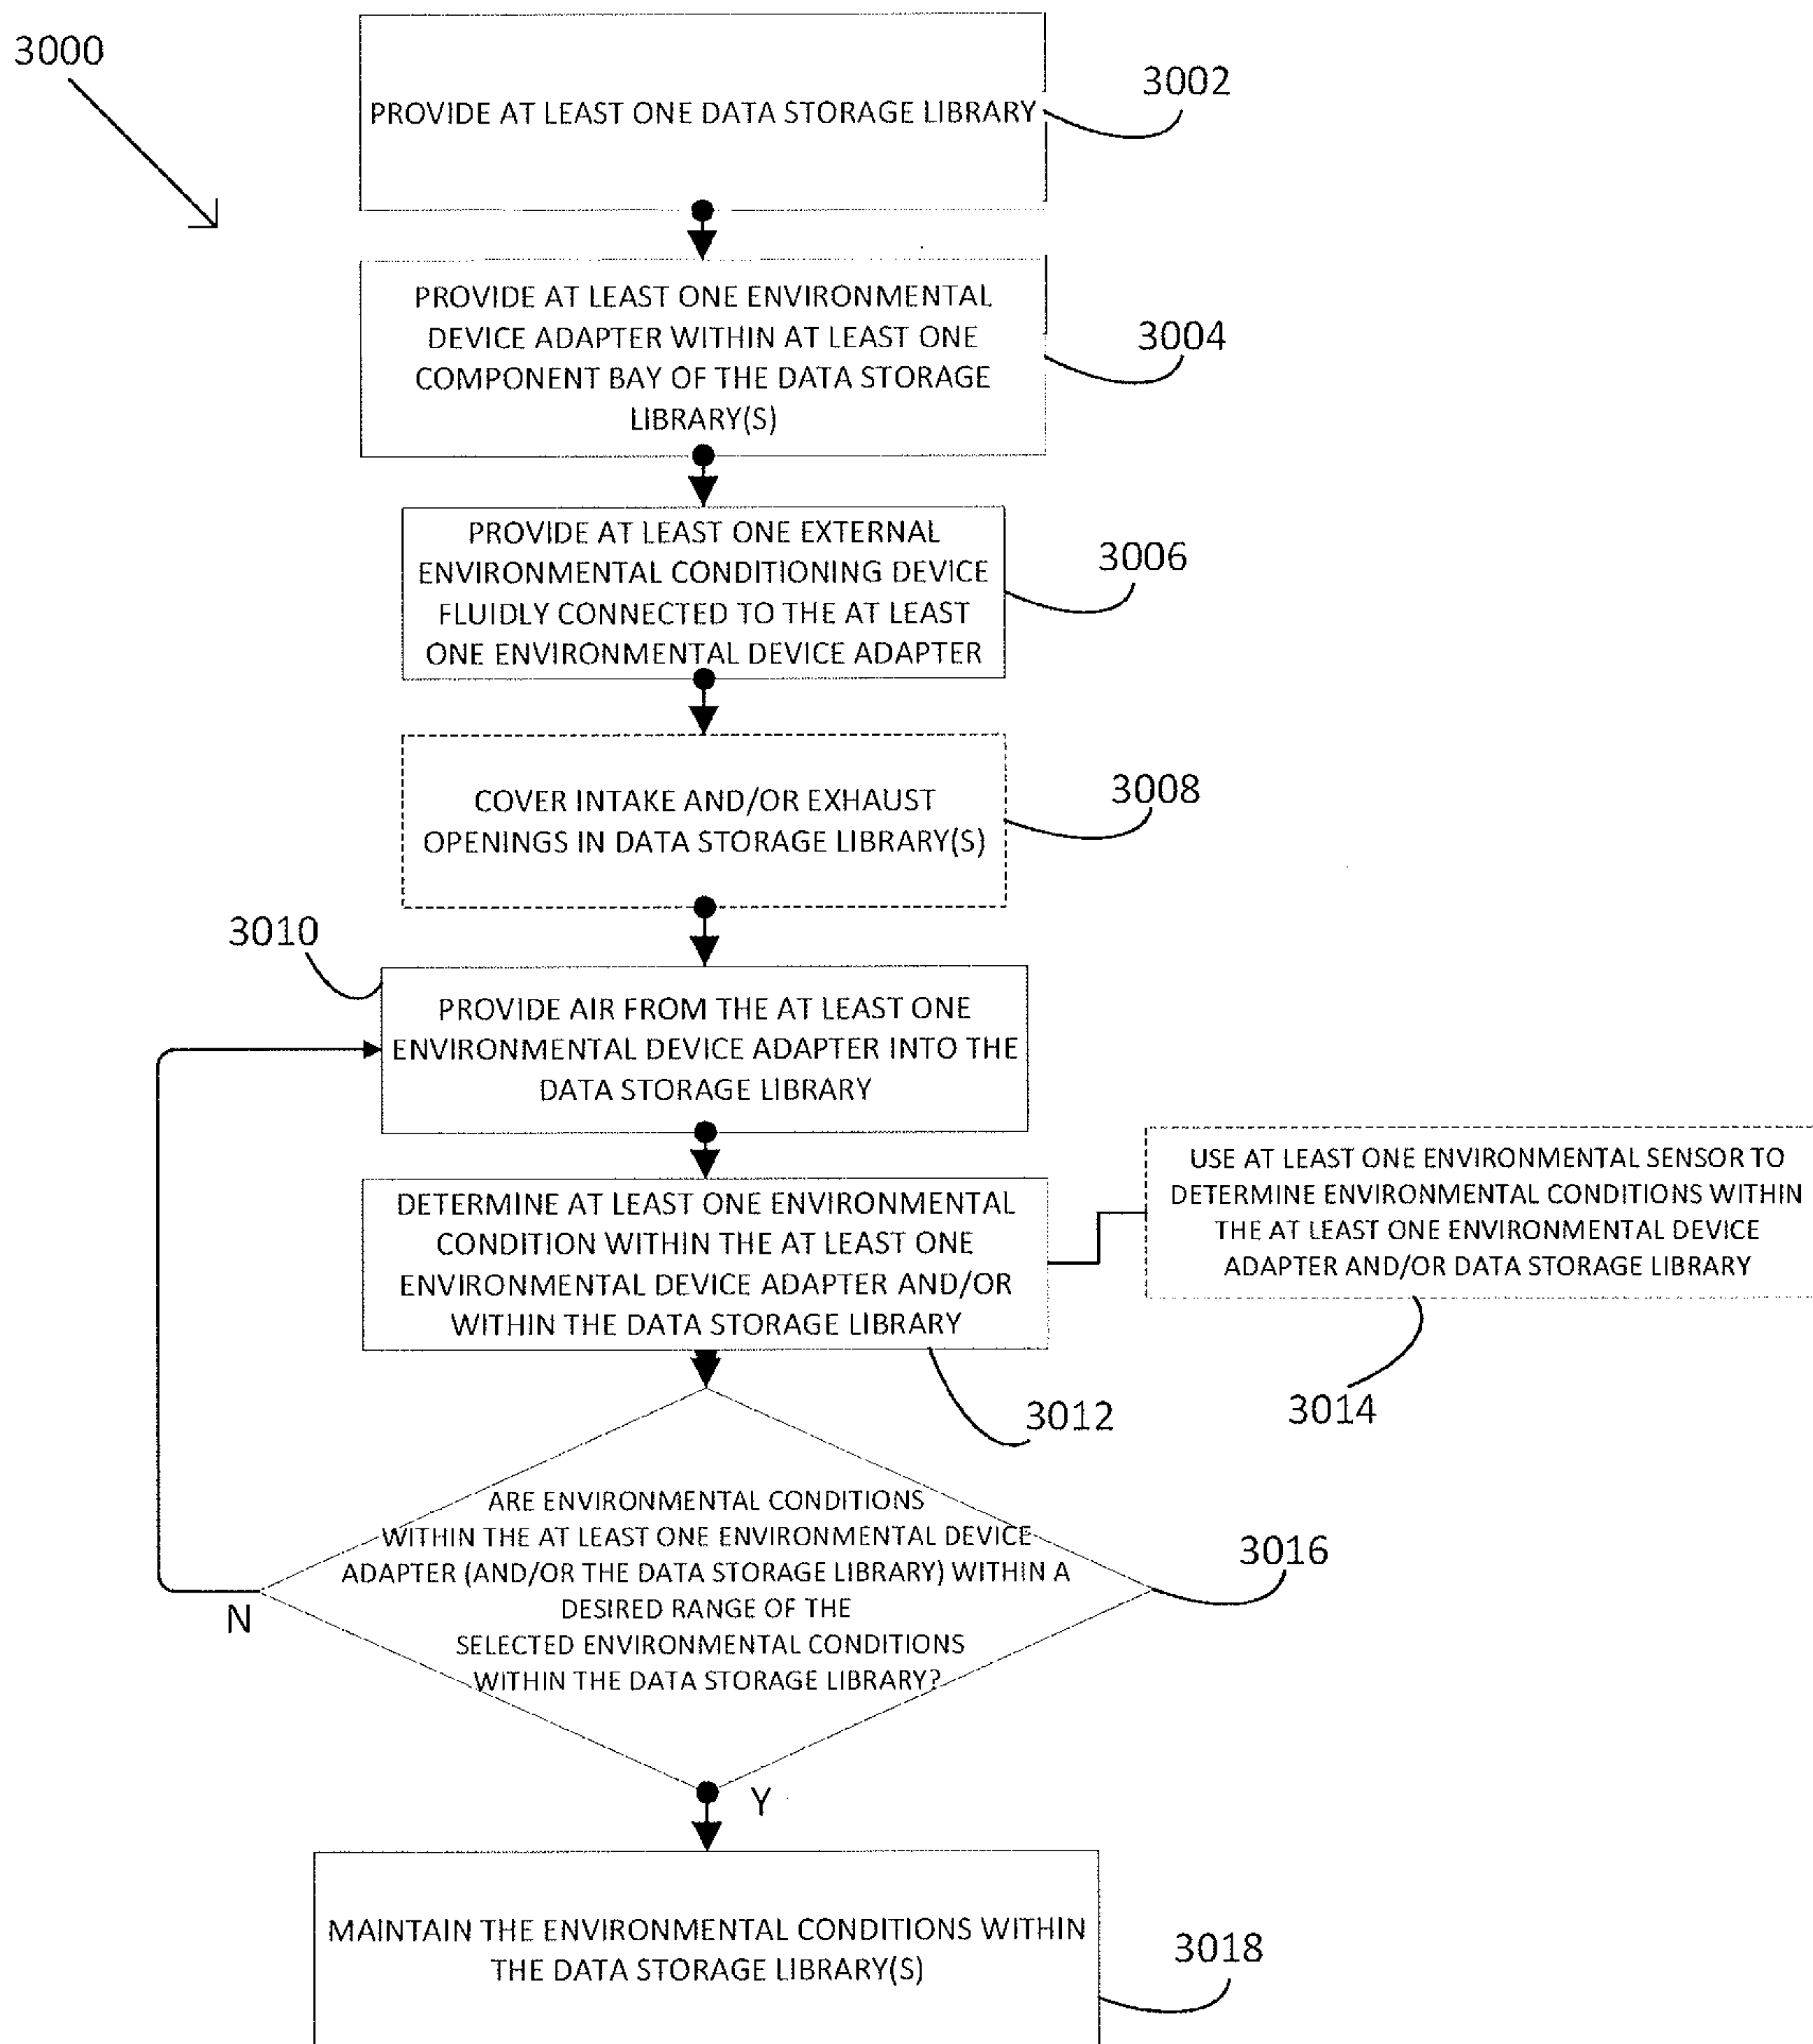 3000
PROVIDE AT LEAST ONE DATA STORAGE LIBRARY
3002
PROVIDE AT LEAST ONE ENVIRONMENTAL
DEVICE ADAPTER WITHIN AT LEAST ONE
COMPONENT BAY OF THE DATA STORAGE
LIBRARY(S)
3004
PROVIDE AT LEAST ONE EXTERNAL
ENVIRONMENTAL CONDITIONING DEVICE
FLUIDLY CONNECTED TO THE AT LEAST
ONE ENVIRONMENTAL DEVICE ADAPTER
3006
COVER INTAKE AND/OR EXHAUST
OPENINGS IN DATA STORAGE LIBRARY(S)
3008
3010
PROVIDE AIR FROM THE AT LEAST ONE
ENVIRONMENTAL DEVICE ADAPTER INTO THE
DATA STORAGE LIBRARY
DETERMINE AT LEAST ONE ENVIRONMENTAL
CONDITION WITHIN THE AT LEAST ONE
ENVIRONMENTAL DEVICE ADAPTER AND/OR
WITHIN THE DATA STORAGE LIBRARY
3012
USE AT LEAST ONE ENVIRONMENTAL SENSOR TO
DETERMINE ENVIRONMENTAL CONDITIONS WITHIN
THE AT LEAST ONE ENVIRONMENTAL DEVICE
ADAPTER AND/OR DATA STORAGE LIBRARY
3014
ARE ENVIRONMENTAL CONDITIONS
WITHIN THE AT LEAST ONE ENVIRONMENTAL DEVICE
ADAPTER (AND/OR THE DATA STORAGE LIBRARY) WITHIN A
DESIRED RANGE OF THE
SELECTED ENVIRONMENTAL CONDITIONS
WITHIN THE DATA STORAGE LIBRARY?
3016
N
Y
MAINTAIN THE ENVIRONMENTAL CONDITIONS WITHIN
THE DATA STORAGE LIBRARY(S)
3018